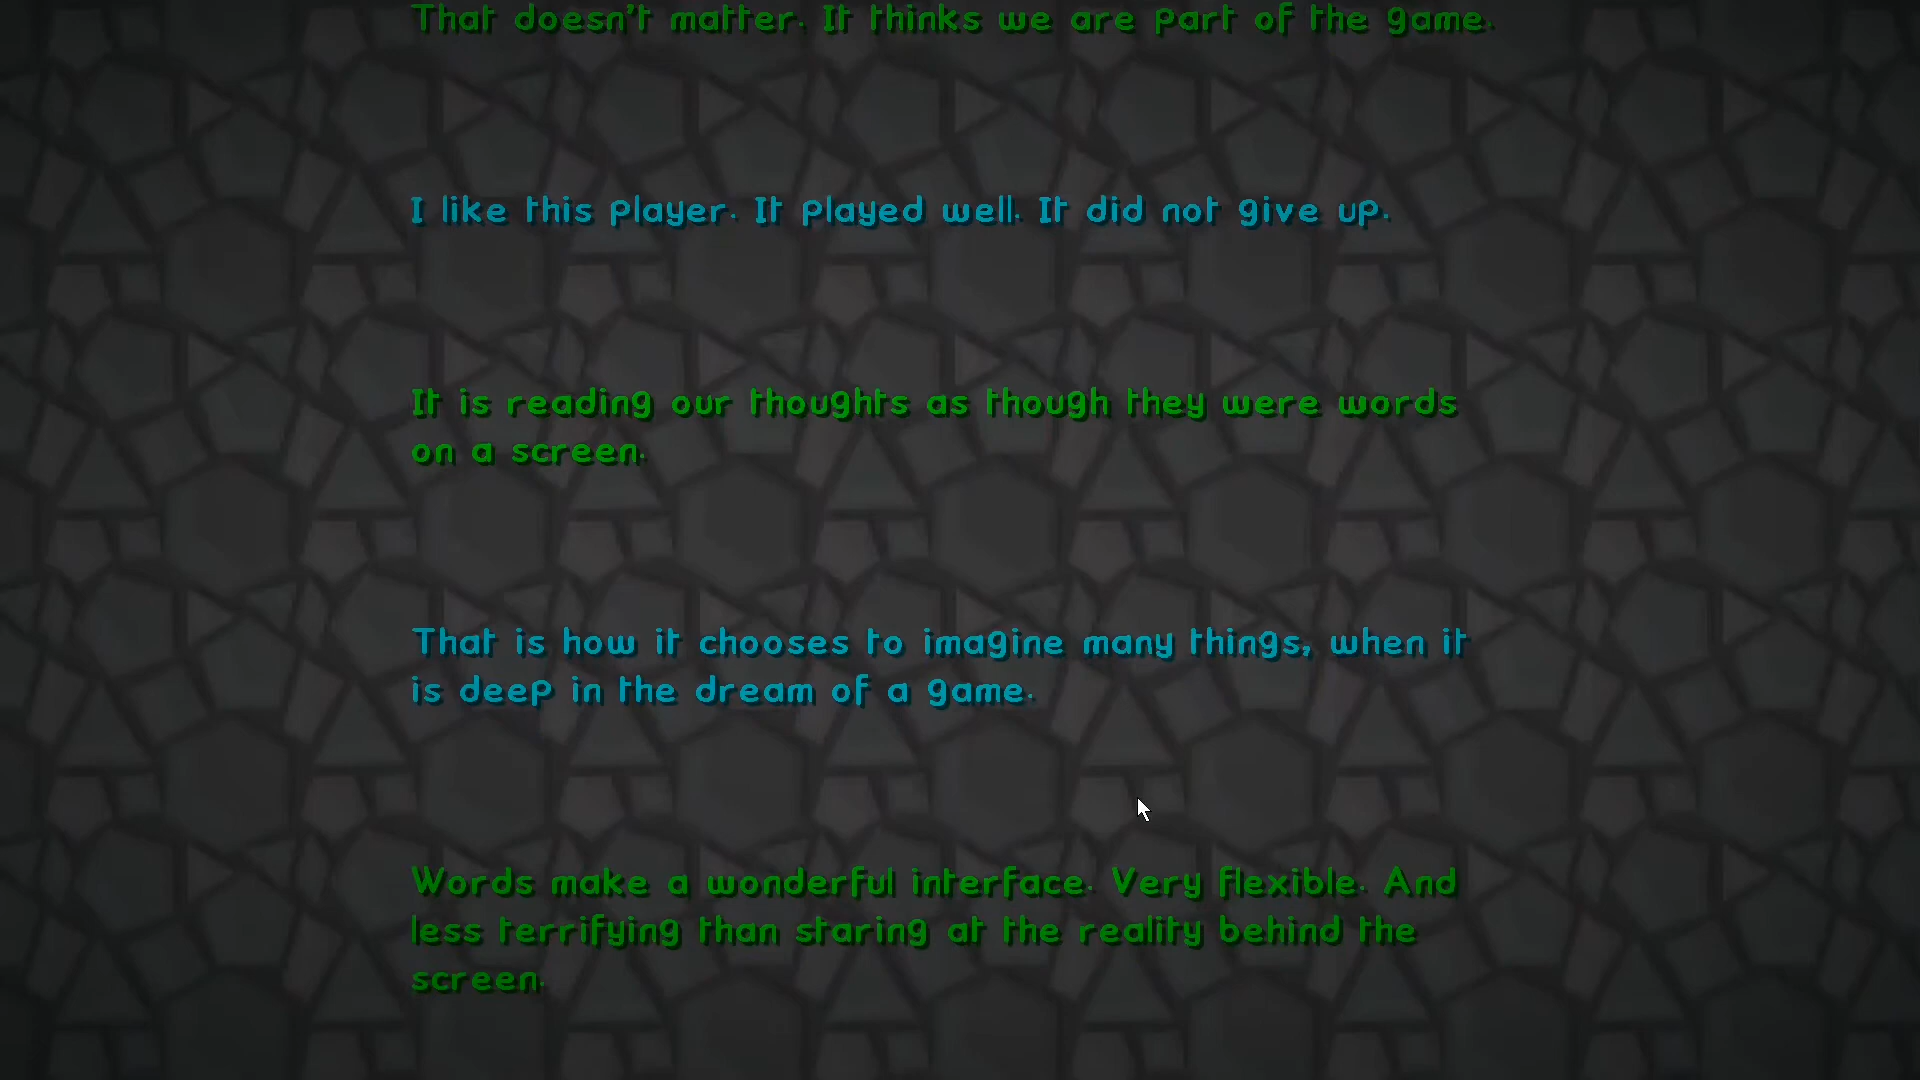 That doesn't matter. It thinks we are part of the game.
I like this player. It played well. It did not give up.
It is reading our thoughts as though they were words
on a screen.
That is how it chooses to imagine many things, when it
is deep in the dream of a game.
Words make a wonderful interface. Very flexible. And
less terrifying than staring at the reality behind the
screen.